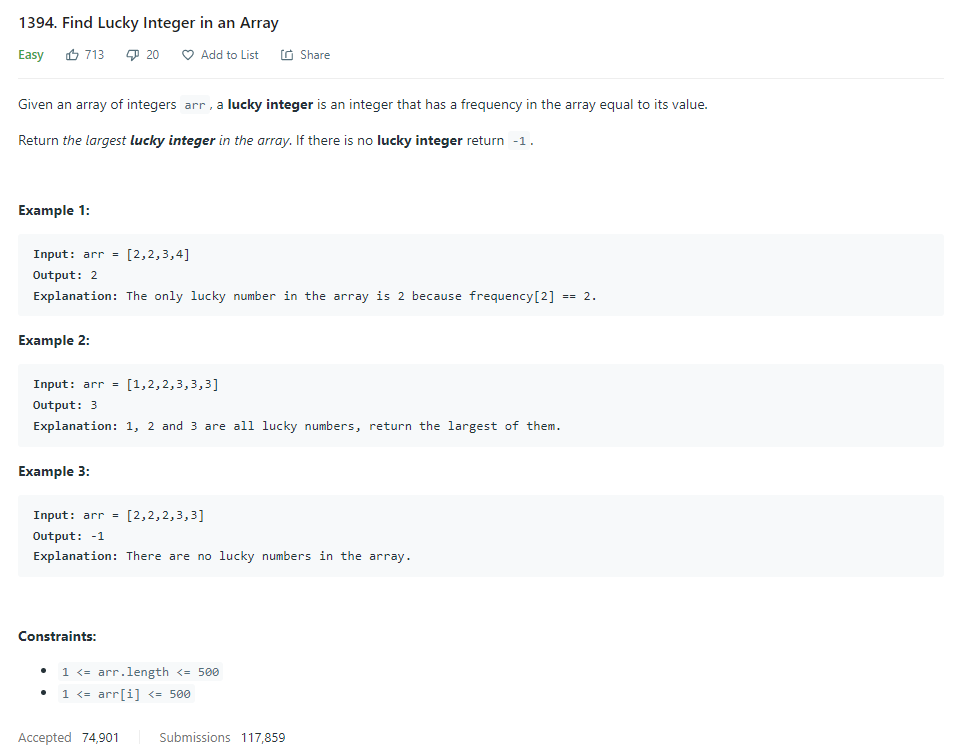 1394. Find Lucky Integer in an Array
Easy 713 20 Add to List Share
Given an array of integers arr, a lucky integer is an integer that has a frequency in the array equal to its value.
Return the largest lucky integer in the array. If there is no lucky integer return -1.
Example 1:
Input: arr = [2,2,3,4]
Output: 2
Explanation: The only lucky number in the array is 2 because frequency[2] == 2.
Example 2:
Input: arr = [1,2,2,3,3,3]
Output: 3
Explanation: 1, 2 and 3 are all lucky numbers, return the largest of them.
Example 3:
Input: arr = [2,2,2,3,3]
Output: -1
Explanation: There are no lucky numbers in the array.
Constraints:
• 1 <= arr.length <= 500
• 1 <= arr[i] <= 500
Accepted 74,901 Submissions 117,859